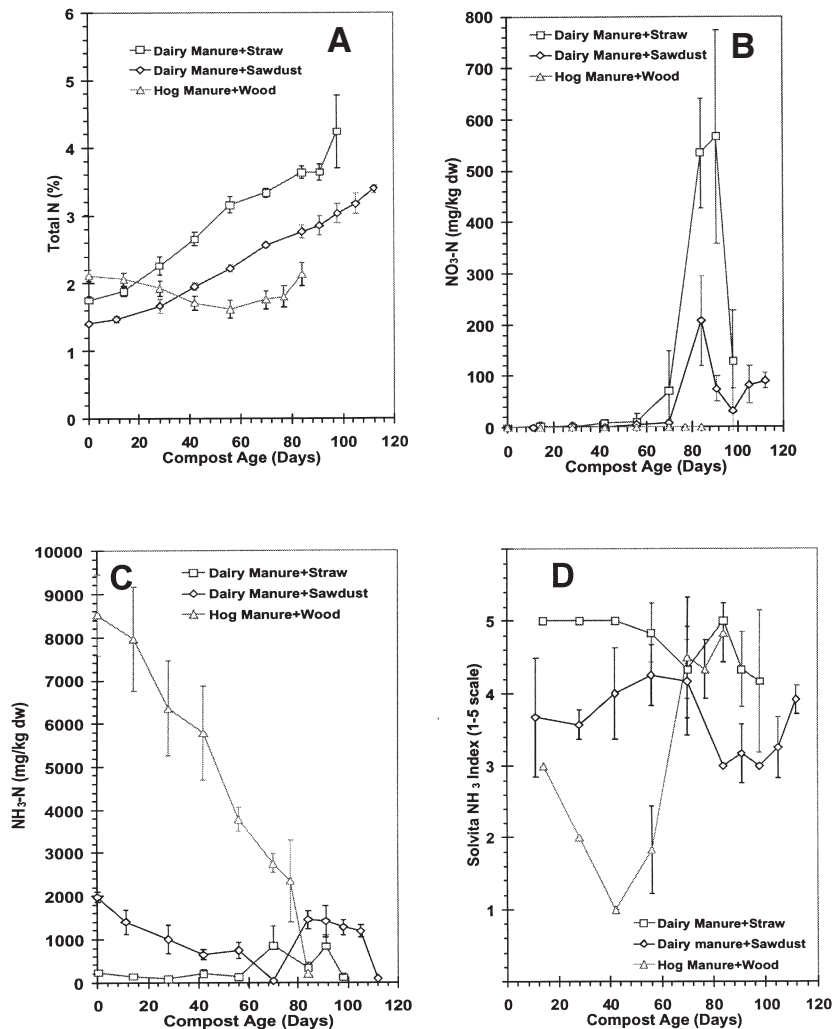 A
Dairy Manure+Straw
Dairy Manure+Sawdust
Hog Manure+Wood
Total N (%)
6
5
4
3
2
1
0
0 20 40 60 80 100 120
Compost Age (Days)
B
Dairy Manure+Straw
Dairy Manure+Sawdust
Hog Manure+Wood
NO3-N (mg/kg dw)
800
700
600
500
400
300
200
100
0
0 20 40 60 80 100 120
Compost Age (Days)
C
Dairy Manure+Straw
Dairy Manure+Sawdust
Hog Manure+Wood
NH3-N (mg/kg dw)
10000
9000
8000
7000
6000
5000
4000
3000
2000
1000
0
0 20 40 60 80 100 120
Compost Age (Days)
D
Solvita NH3 Index (1-5 scale)
5
4
3
2
1
Dairy Manure+Straw
Dairy manure+Sawdust
Hog Manure+Wood
0 20 40 60 80 100 120
Compost Age (Days)